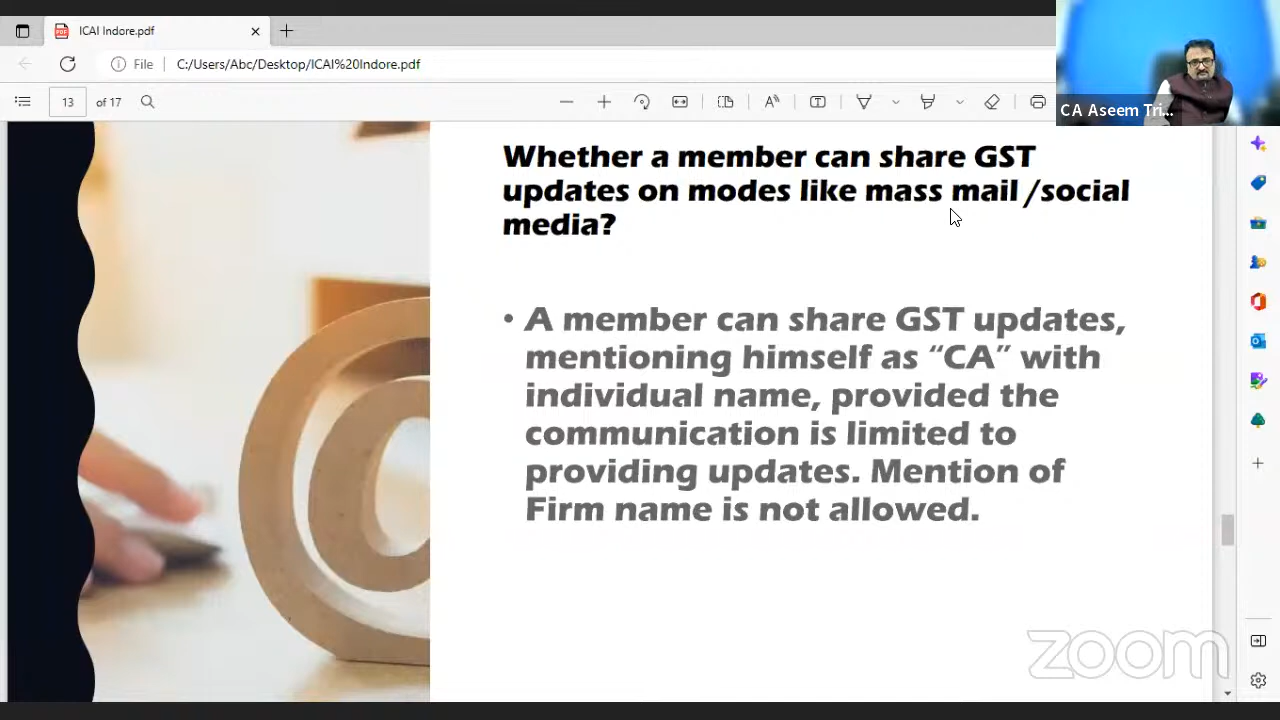 ICAI Indore.pdf
File
C:/Users/Abc/Desktop/ICAI%20Indore.pdf
13 of 17
CA Aseem Tri...
Whether a member can share GST
updates on modes like mass mail /social
media?
• A member can share GST updates,
mentioning himself as “CA” with
individual name, provided the
communication is limited to
providing updates. Mention of
Firm name is not allowed.
zoom